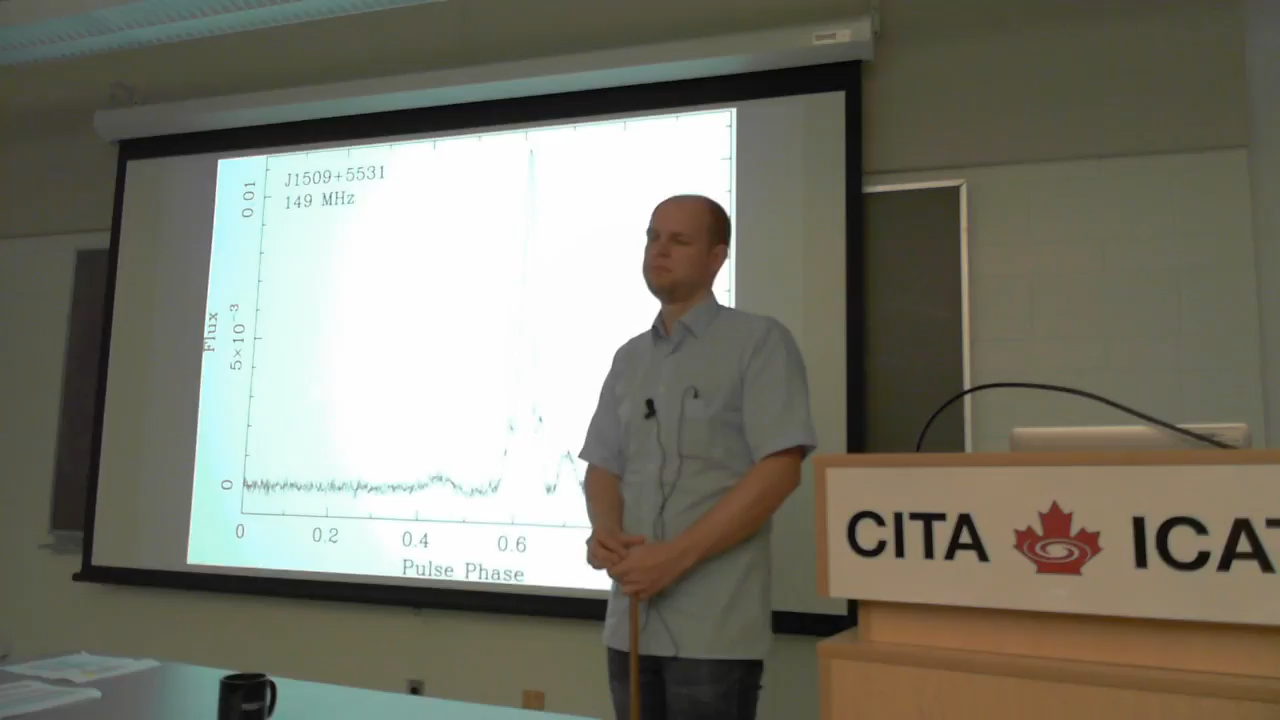 J1509+5531
149 MHz
0.01
Flux
5×10⁻³
0
0 0.2 0.4 0.6
Pulse Phase
CITA ICAT